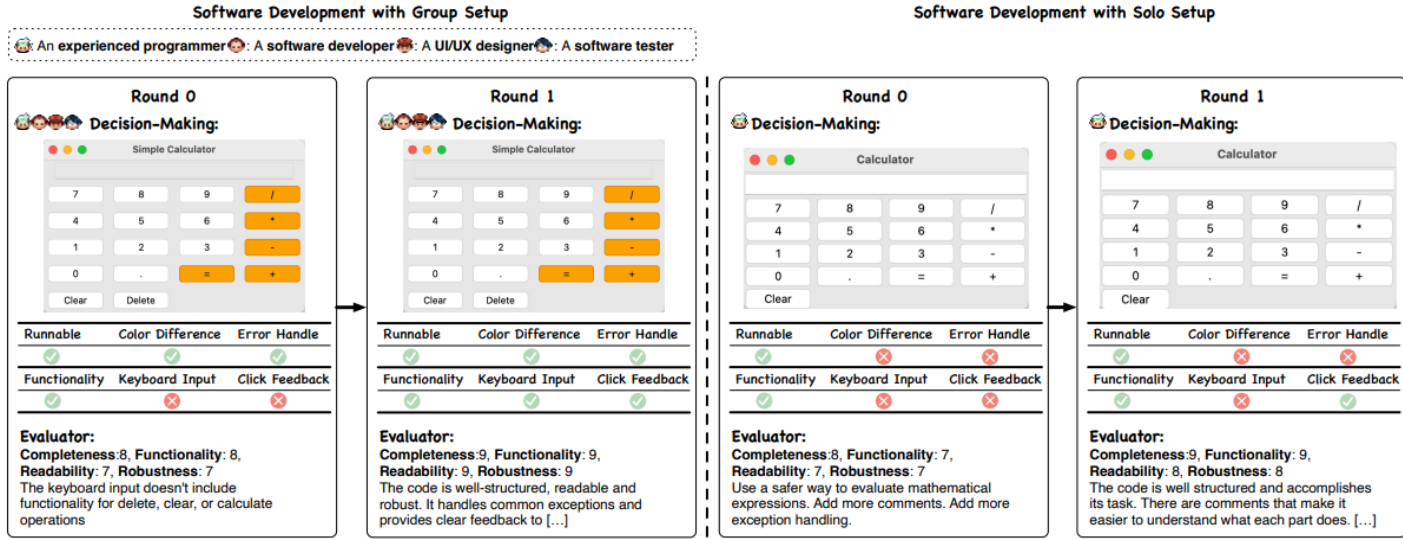 Software Development with Group Setup
: An experienced programmer : A software developer : A UI/UX designer : A software tester
Round 0
Decision-Making:
Simple Calculator
7 8 9 /
4 5 6 *
1 2 3 -
0 . = +
Clear Delete
Runnable Color Difference Error Handle
Functionality Keyboard Input Click Feedback
Evaluator:
Completeness:8, Functionality: 8,
Readability: 7, Robustness: 7
The keyboard input doesn't include
functionality for delete, clear, or calculate
operations
Round 1
Decision-Making:
Simple Calculator
7 8 9 /
4 5 6 *
1 2 3 -
0 . = +
Clear Delete
Runnable Color Difference Error Handle
Functionality Keyboard Input Click Feedback
Evaluator:
Completeness:9, Functionality: 9,
Readability: 9, Robustness: 9
The code is well-structured, readable and
robust. It handles common exceptions and
provides clear feedback to [...]
Software Development with Solo Setup
Round 0
Decision-Making:
Calculator
7 8 9 /
4 5 6 *
1 2 3 -
0 . = +
Clear
Runnable Color Difference Error Handle
Functionality Keyboard Input Click Feedback
Evaluator:
Completeness:8, Functionality: 7,
Readability: 7, Robustness: 7
Use a safer way to evaluate mathematical
expressions. Add more comments. Add more
exception handling.
Round 1
Decision-Making:
Calculator
7 8 9 /
4 5 6 *
1 2 3 -
0 . = +
Clear
Runnable Color Difference Error Handle
Functionality Keyboard Input Click Feedback
Evaluator:
Completeness:9, Functionality: 9,
Readability: 8, Robustness: 8
The code is well structured and accomplishes
its task. There are comments that make it
easier to understand what each part does. [...]